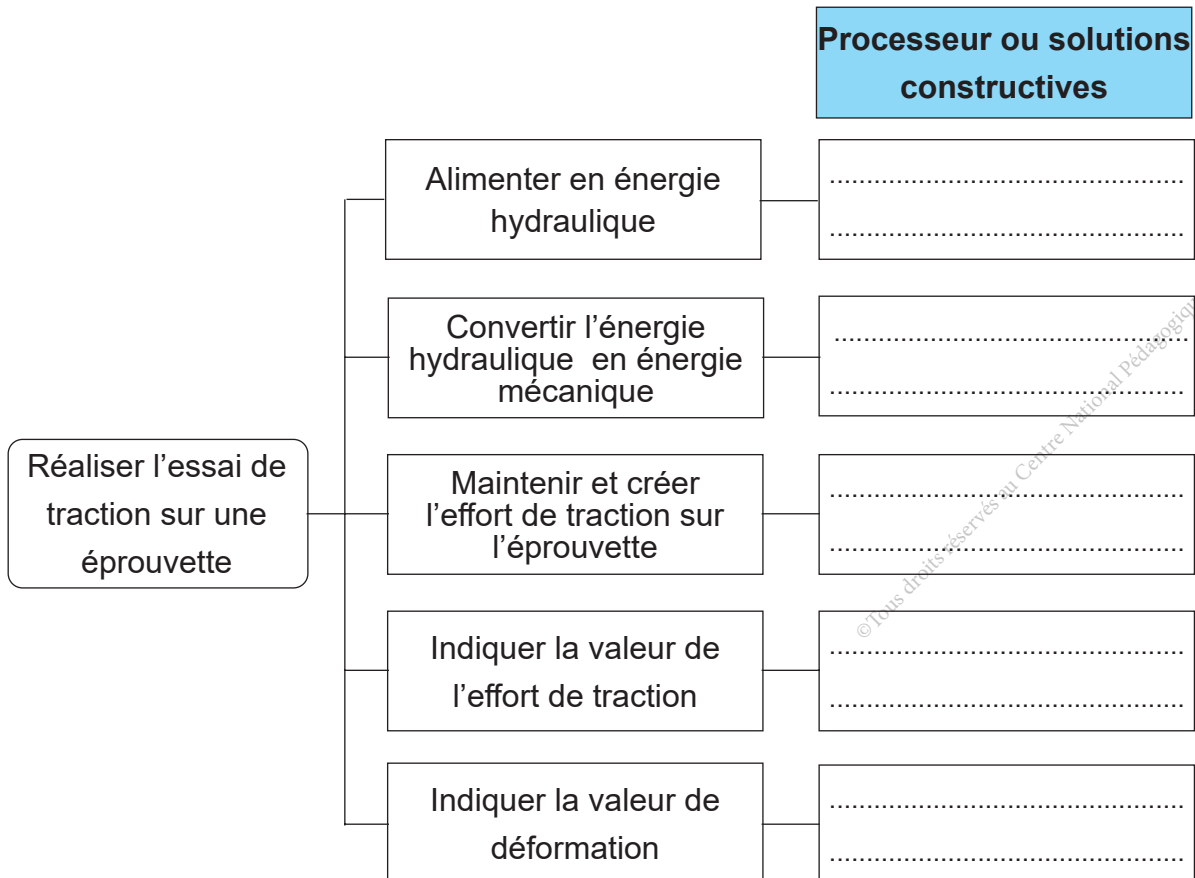 Processeur ou solutions
constructives
Alimenter en énergie
hydraulique
....................................................
....................................................
Convertir l'énergie
hydraulique en énergie
mécanique
....................................................
....................................................
Réaliser l'essai de
traction sur une
éprouvette
Maintenir et créer
l'effort de traction sur
l'éprouvette
....................................................
....................................................
Indiquer la valeur de
l'effort de traction
....................................................
....................................................
Indiquer la valeur de
déformation
....................................................
....................................................
©Tous droits réservés au Centre National Pédagogiqu